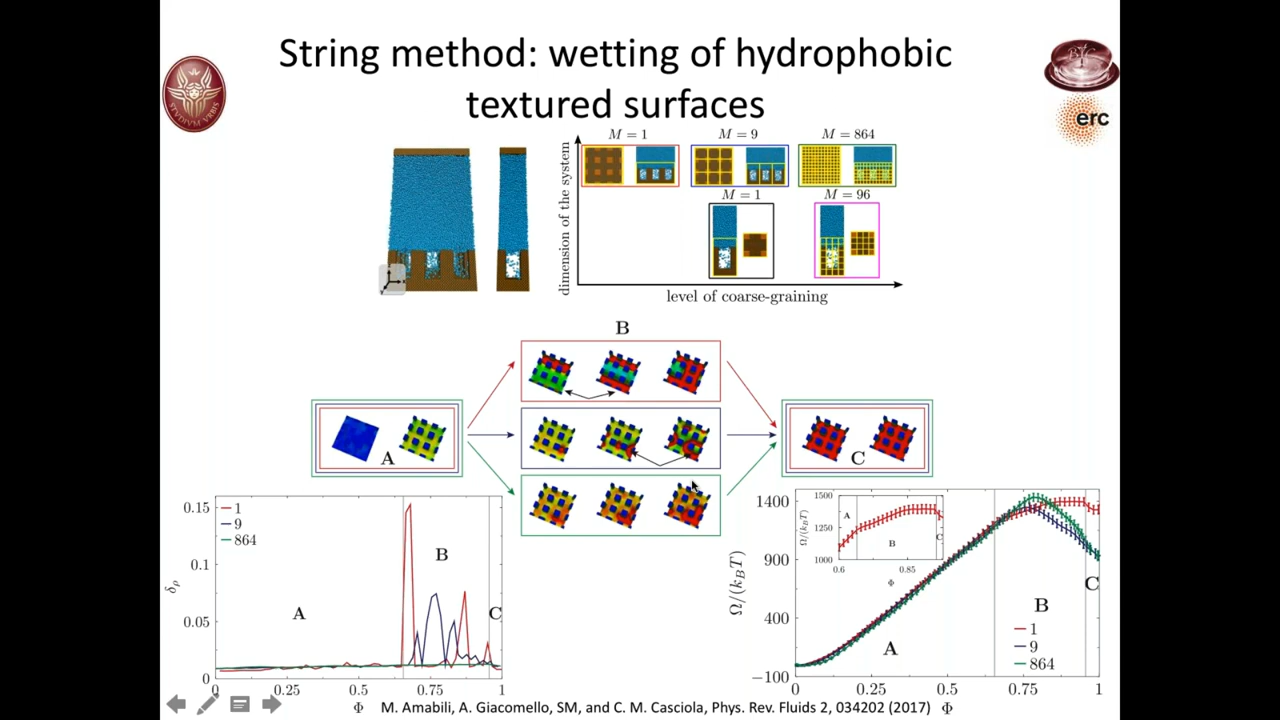 String method: wetting of hydrophobic
textured surfaces
STVDIVM VRBIS
erc
M = 1
M = 9
M = 864
M = 1
M = 96
dimension of the system
level of coarse-graining
B
A
C
0.15
0.1
0.05
0
0
0.25
0.5
0.75
1
δρ
Φ
1
9
864
A
B
C
1400
900
400
−100
0
0.25
0.5
0.75
1
Ω/(kBT)
Φ
1500
1250
1000
0.6
0.85
Ω/(kBT)
Φ
A
B
C
A
B
C
1
9
864
M. Amabili, A. Giacomello, SM, and C. M. Casciola, Phys. Rev. Fluids 2, 034202 (2017)